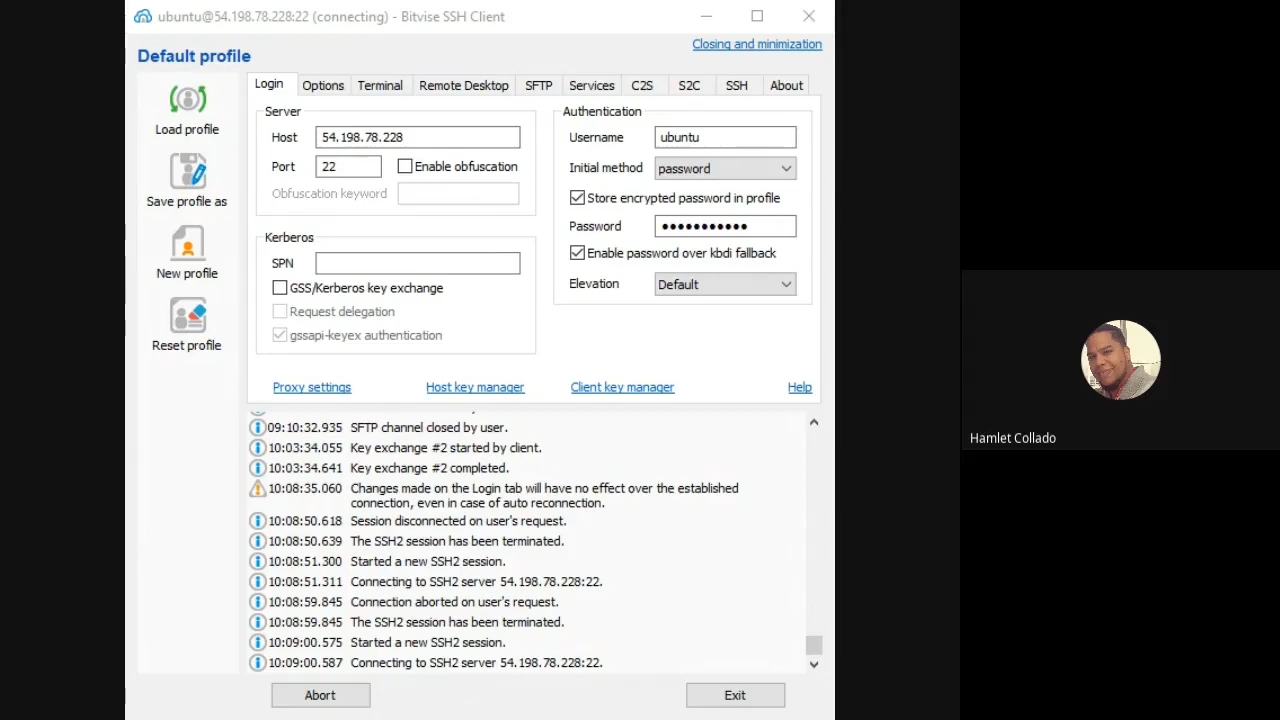 ubuntu@54.198.78.228:22 (connecting) - Bitvise SSH Client
Default profile
Closing and minimization
Load profile
Save profile as
New profile
Reset profile
Login Options Terminal Remote Desktop SFTP Services C2S S2C SSH About
Server
Host 54.198.78.228
Port 22 Enable obfuscation
Obfuscation keyword
Kerberos
SPN
GSS/Kerberos key exchange
Request delegation
gssapi-keyex authentication
Authentication
Username ubuntu
Initial method password
Store encrypted password in profile
Password ●●●●●●●●●●●
Enable password over kbdi fallback
Elevation Default
Proxy settings Host key manager Client key manager Help
09:10:32.935 SFTP channel closed by user.
10:03:34.055 Key exchange #2 started by client.
10:03:34.641 Key exchange #2 completed.
10:08:35.060 Changes made on the Login tab will have no effect over the established
connection, even in case of auto reconnection.
10:08:50.618 Session disconnected on user's request.
10:08:50.639 The SSH2 session has been terminated.
10:08:51.300 Started a new SSH2 session.
10:08:51.311 Connecting to SSH2 server 54.198.78.228:22.
10:08:59.845 Connection aborted on user's request.
10:08:59.845 The SSH2 session has been terminated.
10:09:00.575 Started a new SSH2 session.
10:09:00.587 Connecting to SSH2 server 54.198.78.228:22.
Abort Exit
Hamlet Collado